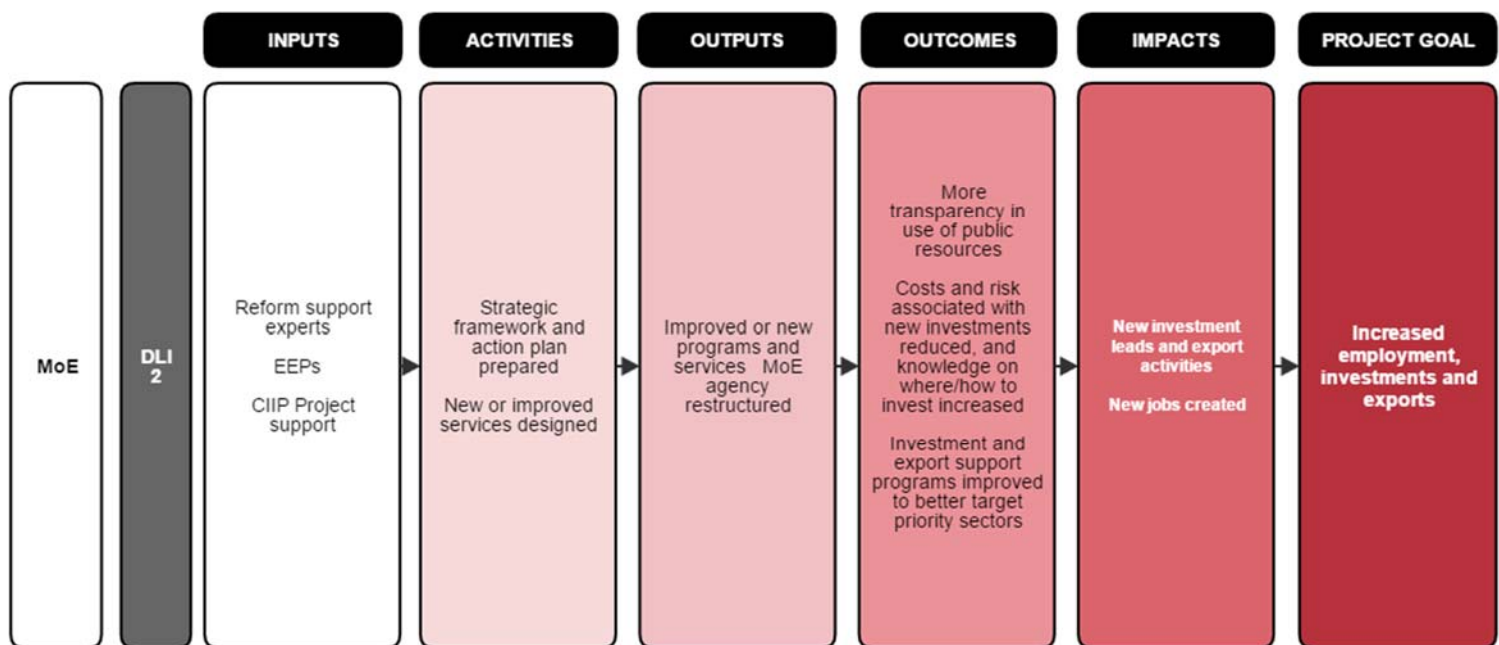 INPUTS
ACTIVITIES
OUTPUTS
OUTCOMES
IMPACTS
PROJECT GOAL
MoE
DLI
2
Reform support
experts
EEPs
CIIP Project
support
Strategic
framework and
action plan
prepared
New or improved
services designed
Improved or new
programs and
services MoE
agency
restructured
More
transparency in
use of public
resources
Costs and risk
associated with
new investments
reduced, and
knowledge on
where/how to
invest increased
Investment and
export support
programs improved
to better target
priority sectors
New investment
leads and export
activities
New jobs created
Increased
employment,
investments and
exports